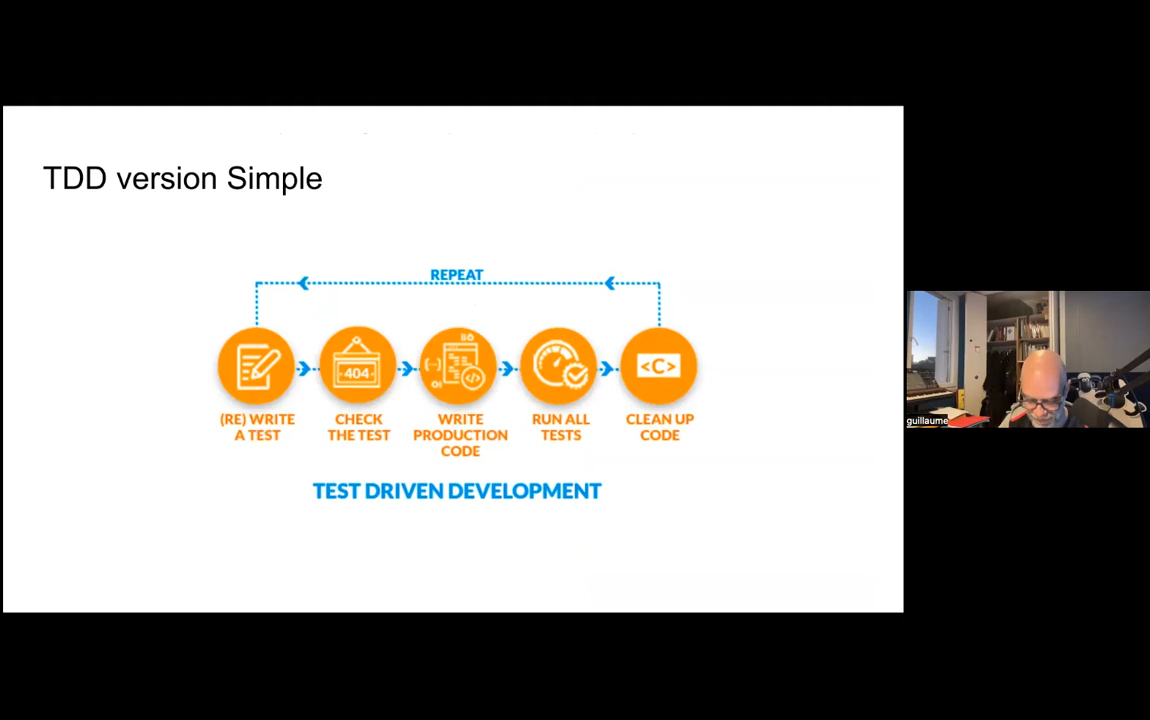 TDD version Simple
REPEAT
404
(RE) WRITE
A TEST
CHECK
THE TEST
WRITE
PRODUCTION
CODE
RUN ALL
TESTS
<C>
CLEAN UP
CODE
TEST DRIVEN DEVELOPMENT
guillaume